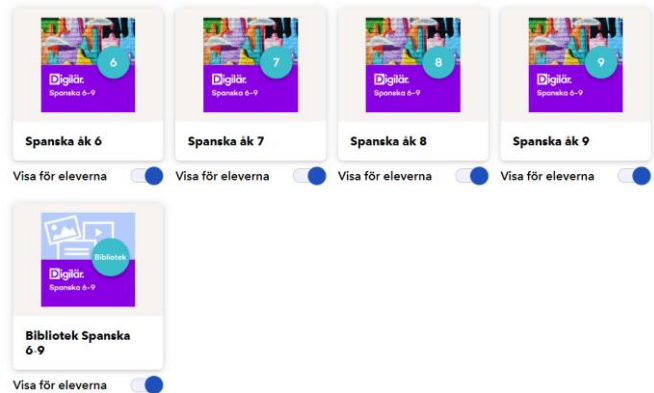 6
Digilär.
Spanska 6-9
7
Digilär.
Spanska 6-9
8
Digilär.
Spanska 6-9
9
Digilär.
Spanska 6-9
Spanska åk 6
Spanska åk 7
Spanska åk 8
Spanska åk 9
Visa för eleverna
Visa för eleverna
Visa för eleverna
Visa för eleverna
Bibliotek
Digilär.
Spanska 6-9
Bibliotek Spanska
6-9
Visa för eleverna